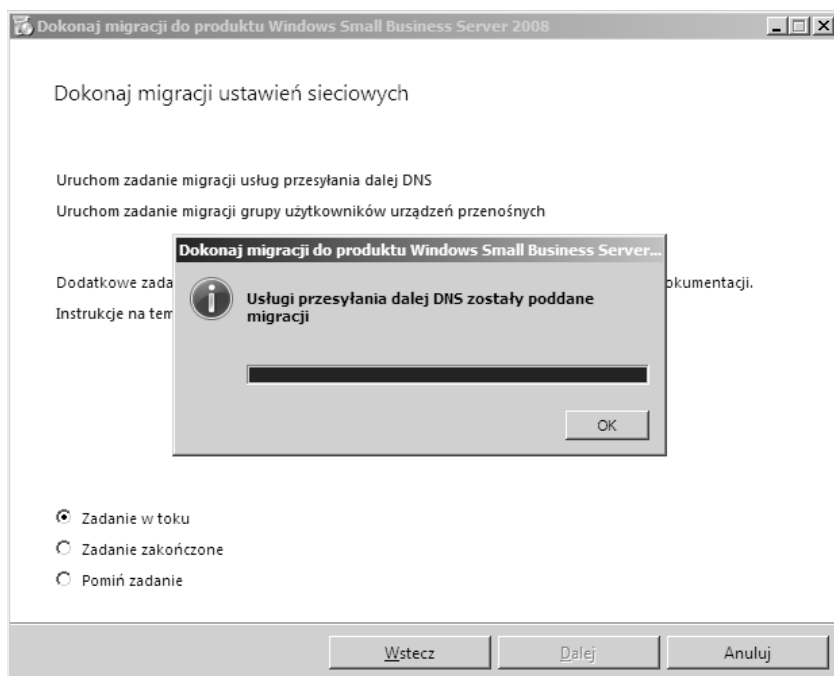 Dokonaj migracji do produktu Windows Small Business Server 2008
Dokonaj migracji ustawień sieciowych
Uruchom zadanie migracji usług przesyłania dalej DNS
Uruchom zadanie migracji grupy użytkowników urządzeń przenośnych
Dokonaj migracji do produktu Windows Small Business Server...
Dodatkowe zada
okumentacji.
Usługi przesyłania dalej DNS zostały poddane
migracji
Instrukcje na tem
OK
Zadanie w toku
Zadanie zakończone
Pomiń zadanie
Wstecz
Dalej
Anuluj